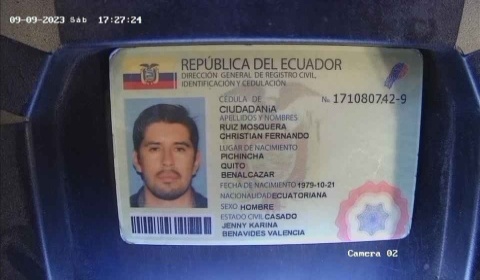 09-09-2023 Sáb 17:27:24
REPÚBLICA DEL ECUADOR
DIRECCIÓN GENERAL DE REGISTRO CIVIL,
IDENTIFICACIÓN Y CEDULACIÓN
CÉDULA DE No 171080742-9
CIUDADANÍA
APELLIDOS Y NOMBRES
RUIZ MOSQUERA
CHRISTIAN FERNANDO
LUGAR DE NACIMIENTO
PICHINCHA
QUITO
BENALCAZAR
FECHA DE NACIMIENTO 1979-10-21
NACIONALIDAD ECUATORIANA
SEXO HOMBRE
ESTADO CIVIL CASADO
JENNY KARINA
BENAVIDES VALENCIA
Camera 02